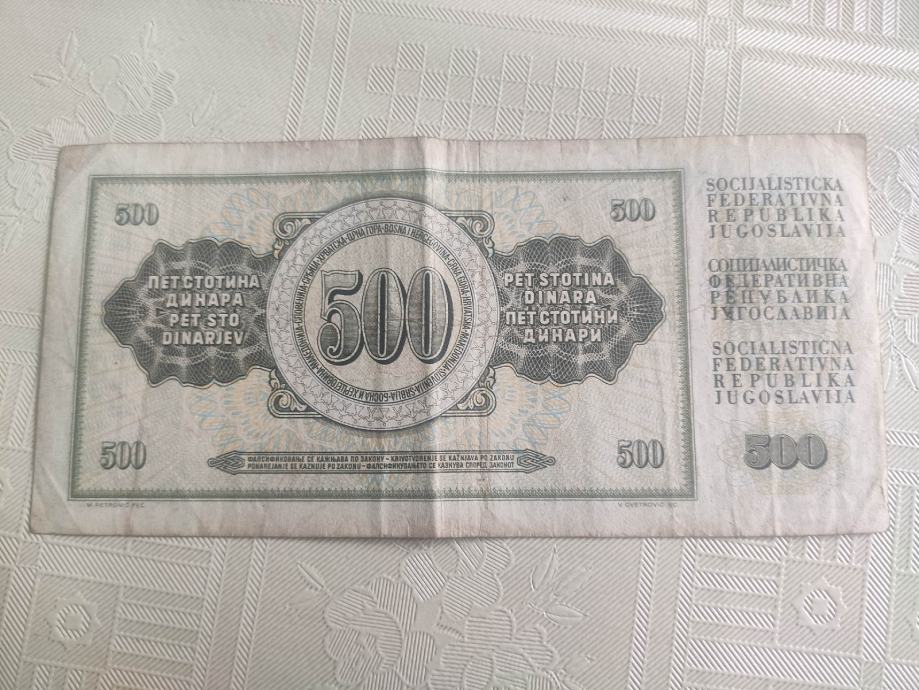 500
500
ПЕТ СТОТИНА
ДИНАРА
PET STO
DINARJEV
500
PET STOTINA
DINARA
ПЕТ СТОТИНИ
ДИНАРИ
500
500
ФАЛСИФИКОВАЊЕ СЕ КАЖЊАВА ПО ЗАКОНУ - KRIVOTVORENJE SE KAŽNJAVA PO ZAKONU
PONAREJANJE SE KAZNUJE PO ZAKONU - ФАЛСИФИКУВАЊЕТО СЕ КАЗНУВА СПОРЕД ЗАКОНОТ
SOCIJALISTIČKA
FEDERATIVNA
REPUBLIKA
JUGOSLAVIJA
СОЦИЈАЛИСТИЧКА
ФЕДЕРАТИВНА
РЕПУБЛИКА
ЈУГОСЛАВИЈА
SOCIALISTIČNA
FEDERATIVNA
REPUBLIKA
JUGOSLAVIJA
500